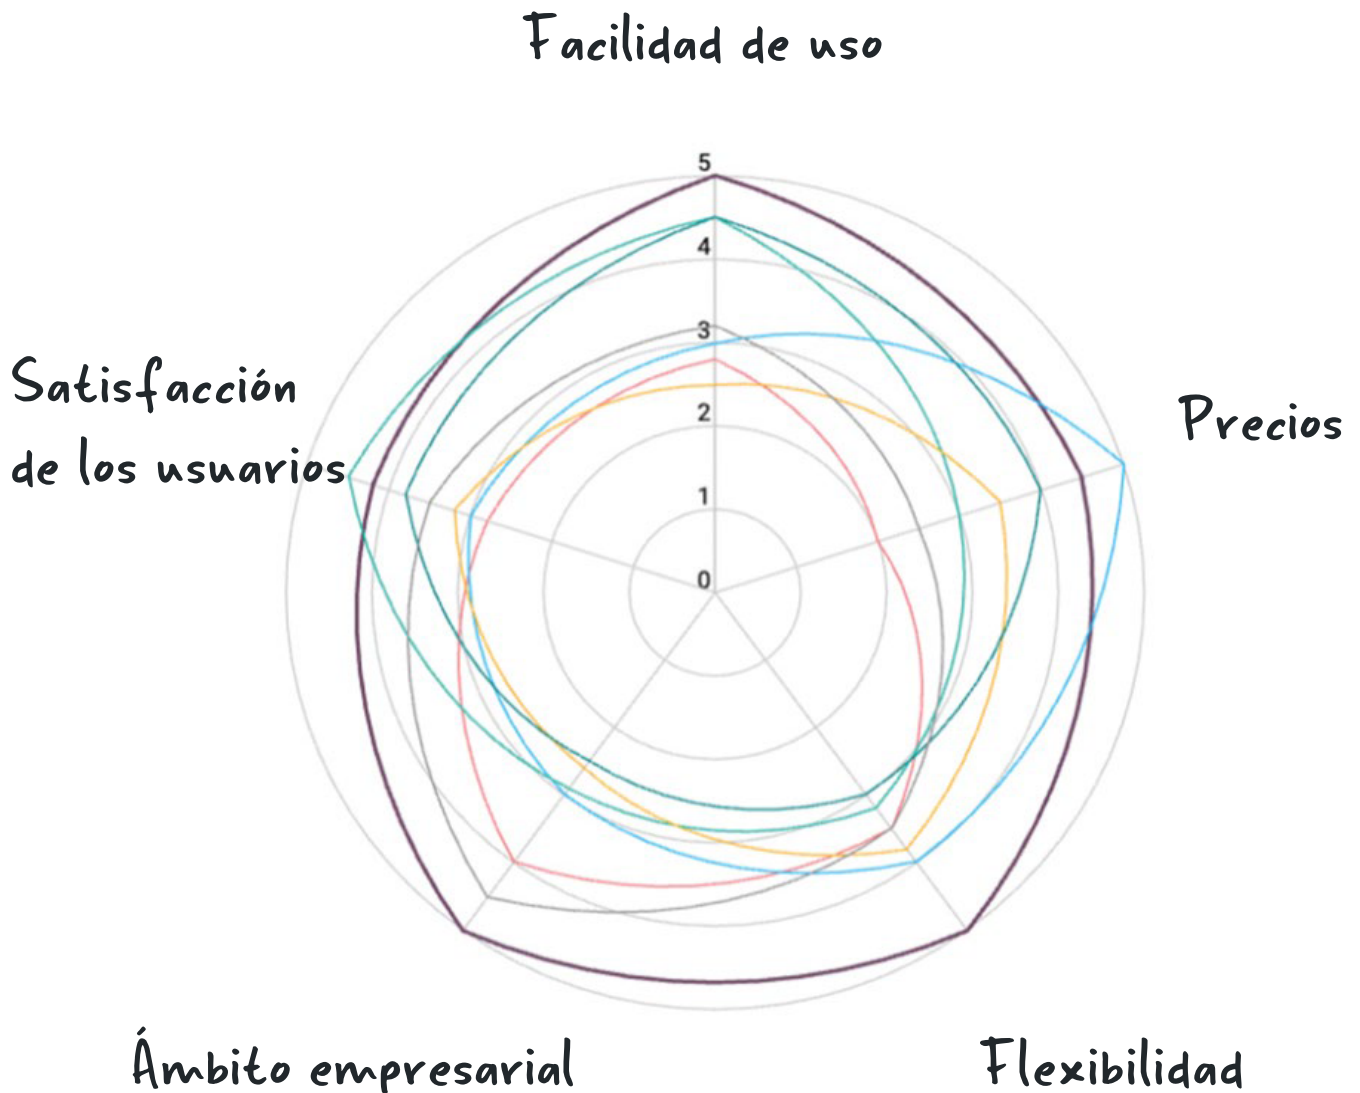 Facilidad de uso
5
4
3
2
1
0
Satisfacción
de los usuarios
Precios
Ámbito empresarial
Flexibilidad